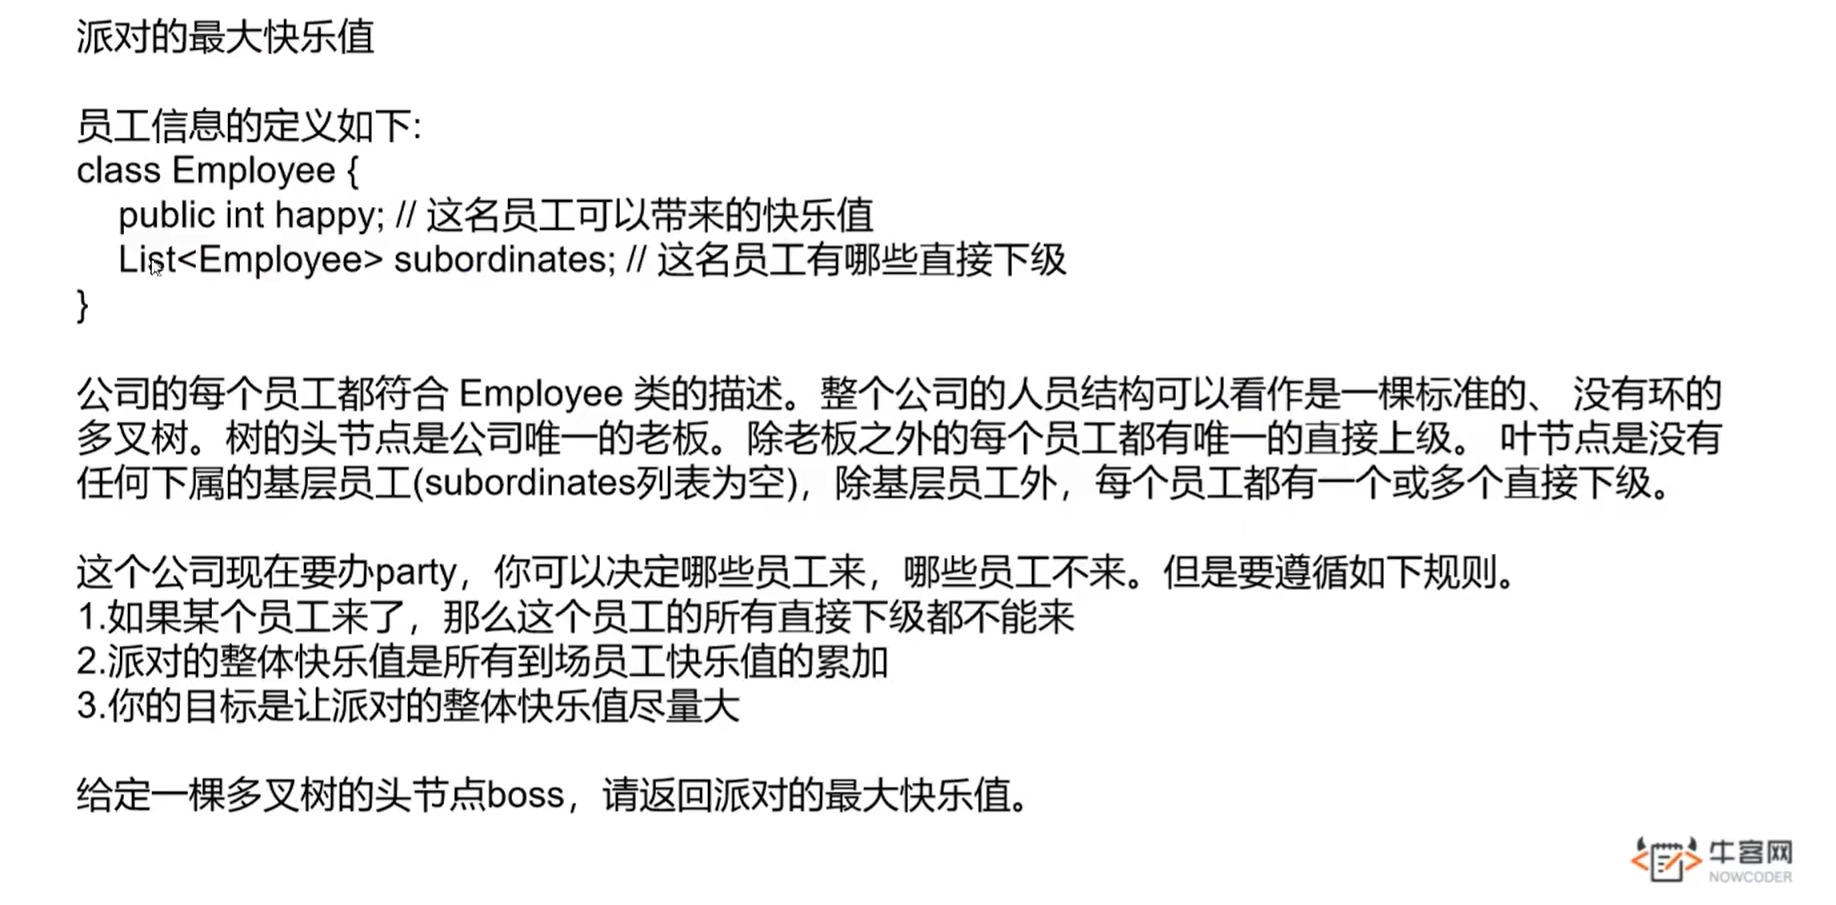 派对的最大快乐值
员工信息的定义如下:
class Employee {
public int happy; // 这名员工可以带来的快乐值
List<Employee> subordinates; // 这名员工有哪些直接下级
}
公司的每个员工都符合 Employee 类的描述。整个公司的人员结构可以看作是一棵标准的、 没有环的
多叉树。树的头节点是公司唯一的老板。除老板之外的每个员工都有唯一的直接上级。 叶节点是没有
任何下属的基层员工(subordinates列表为空)，除基层员工外，每个员工都有一个或多个直接下级。
这个公司现在要办party，你可以决定哪些员工来，哪些员工不来。但是要遵循如下规则。
1.如果某个员工来了，那么这个员工的所有直接下级都不能来
2.派对的整体快乐值是所有到场员工快乐值的累加
3.你的目标是让派对的整体快乐值尽量大
给定一棵多叉树的头节点boss，请返回派对的最大快乐值。
牛客网
NOWCODER